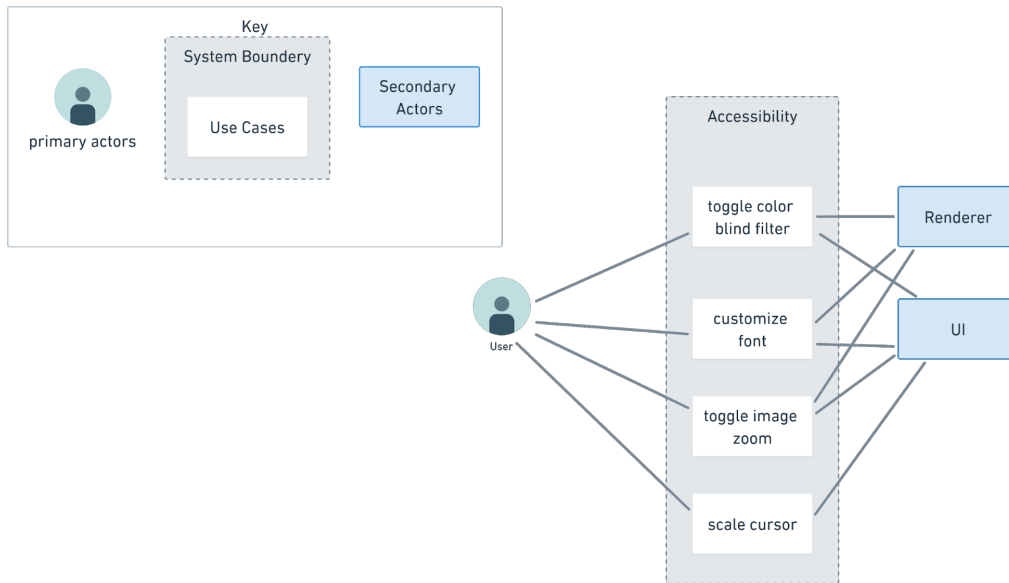 Key
System Boundery
Use Cases
primary actors
Secondary
Actors
Accessibility
toggle color
blind filter
customize
font
toggle image
zoom
scale cursor
User
Renderer
UI